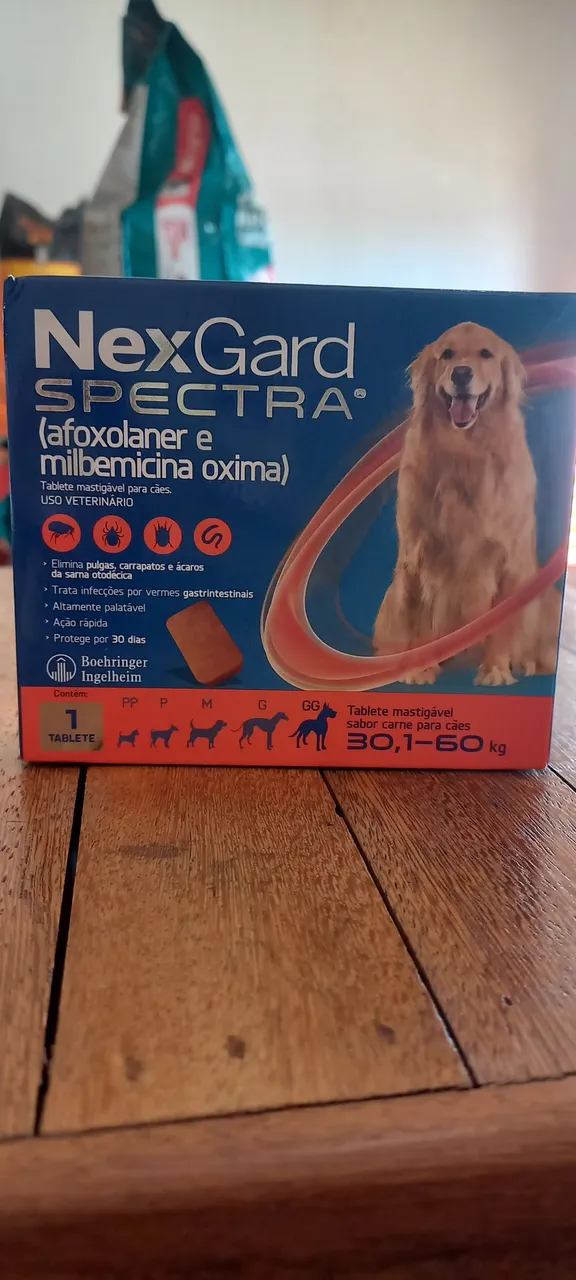 NexGard
SPECTRA®
(afoxolaner e
milbemicina oxima)
Tablete mastigável para cães.
USO VETERINÁRIO
› Elimina pulgas, carrapatos e ácaros
da sarna otodécica
› Trata infecções por vermes gastrintestinais
› Altamente palatável
› Ação rápida
› Protege por 30 dias
Boehringer
Ingelheim
Contém:
1
TABLETE
PP P M G GG
Tablete mastigável
sabor carne para cães
30,1-60 kg